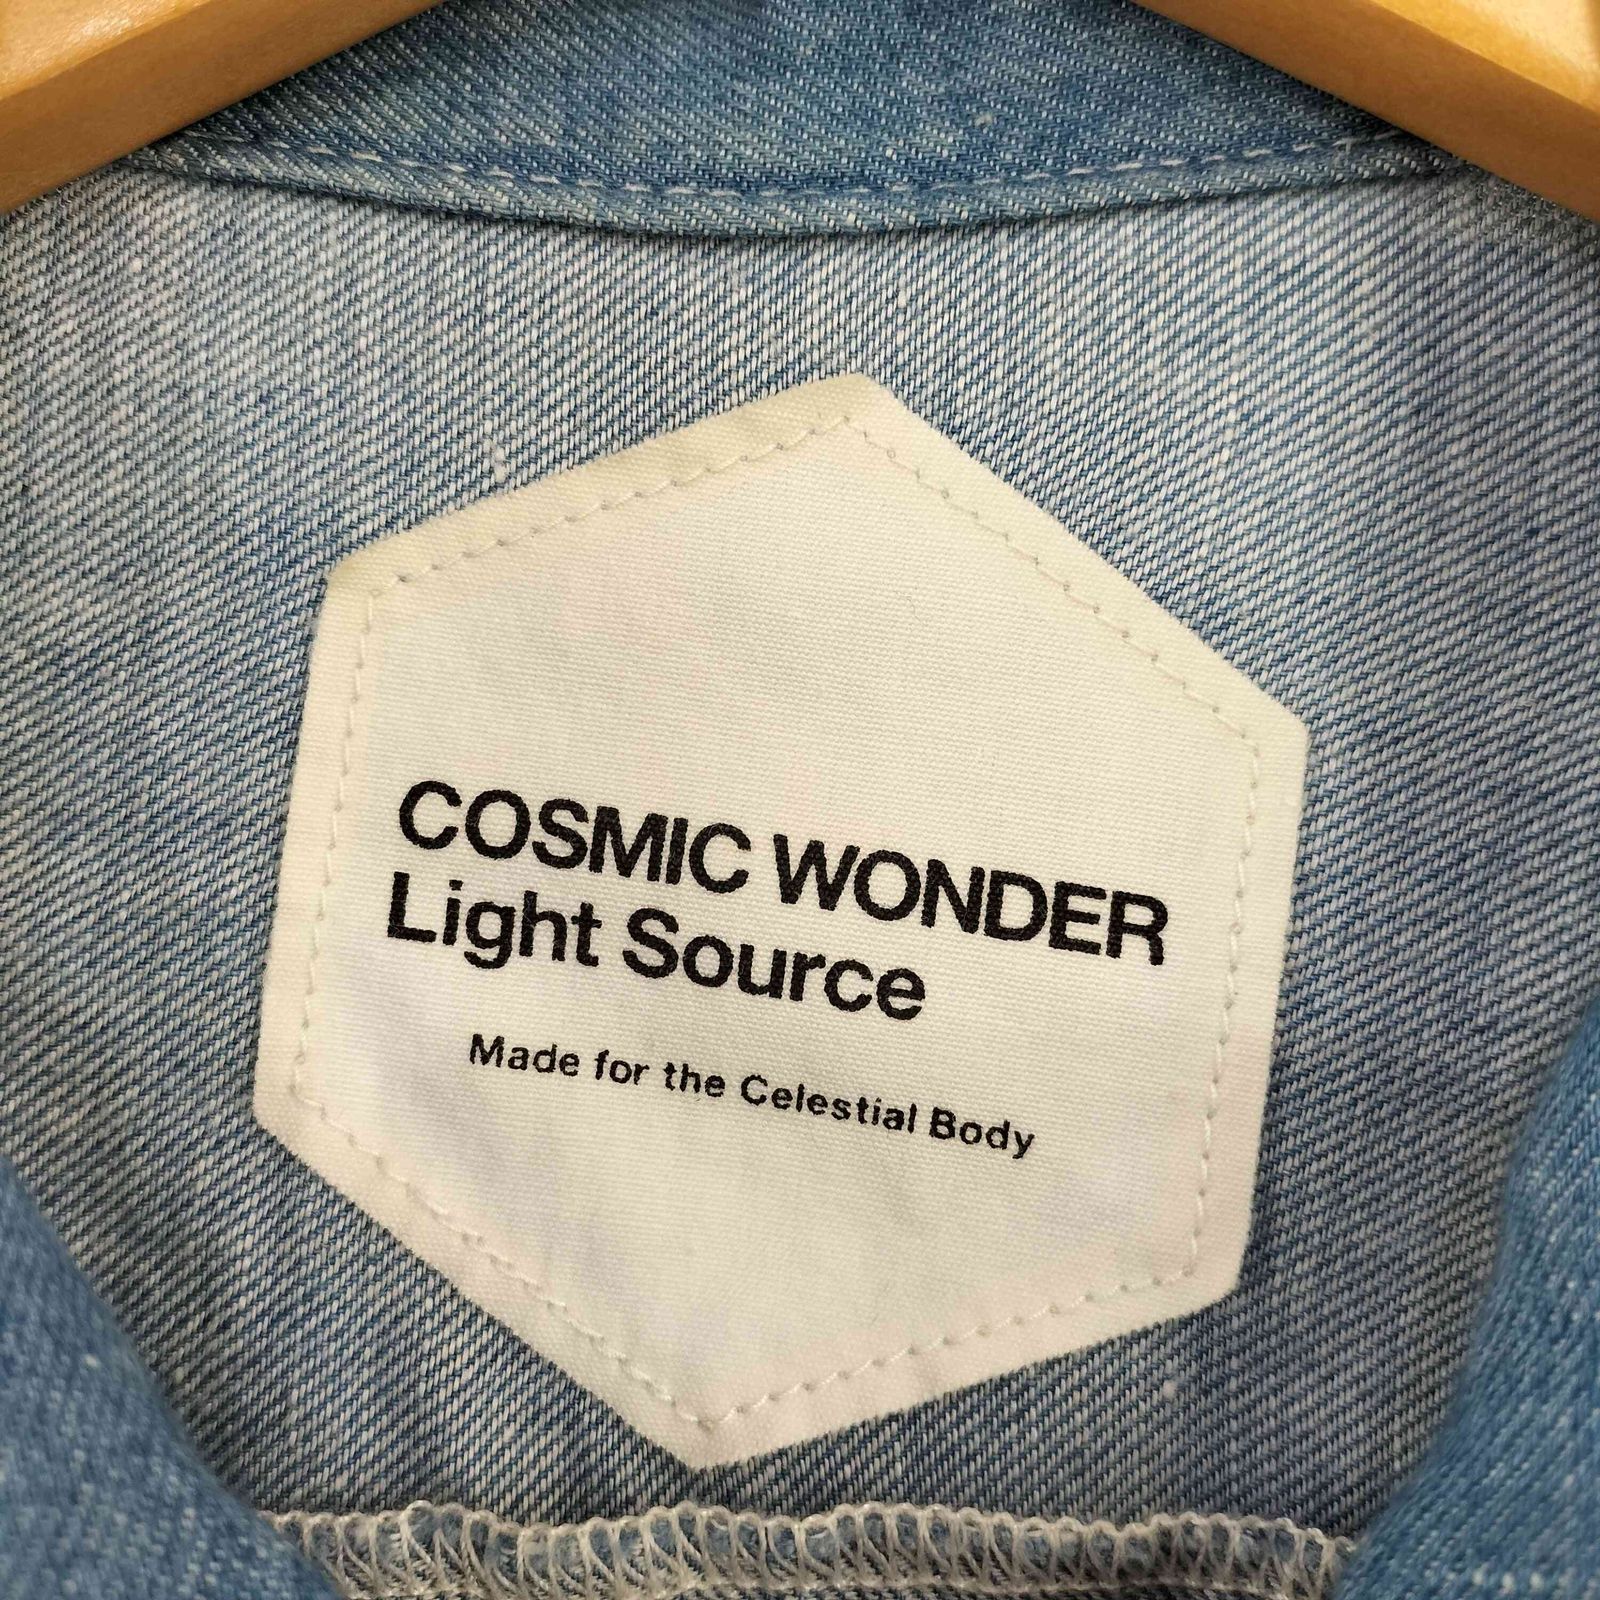 COSMIC WONDER
Light Source
Made for the Celestial Body